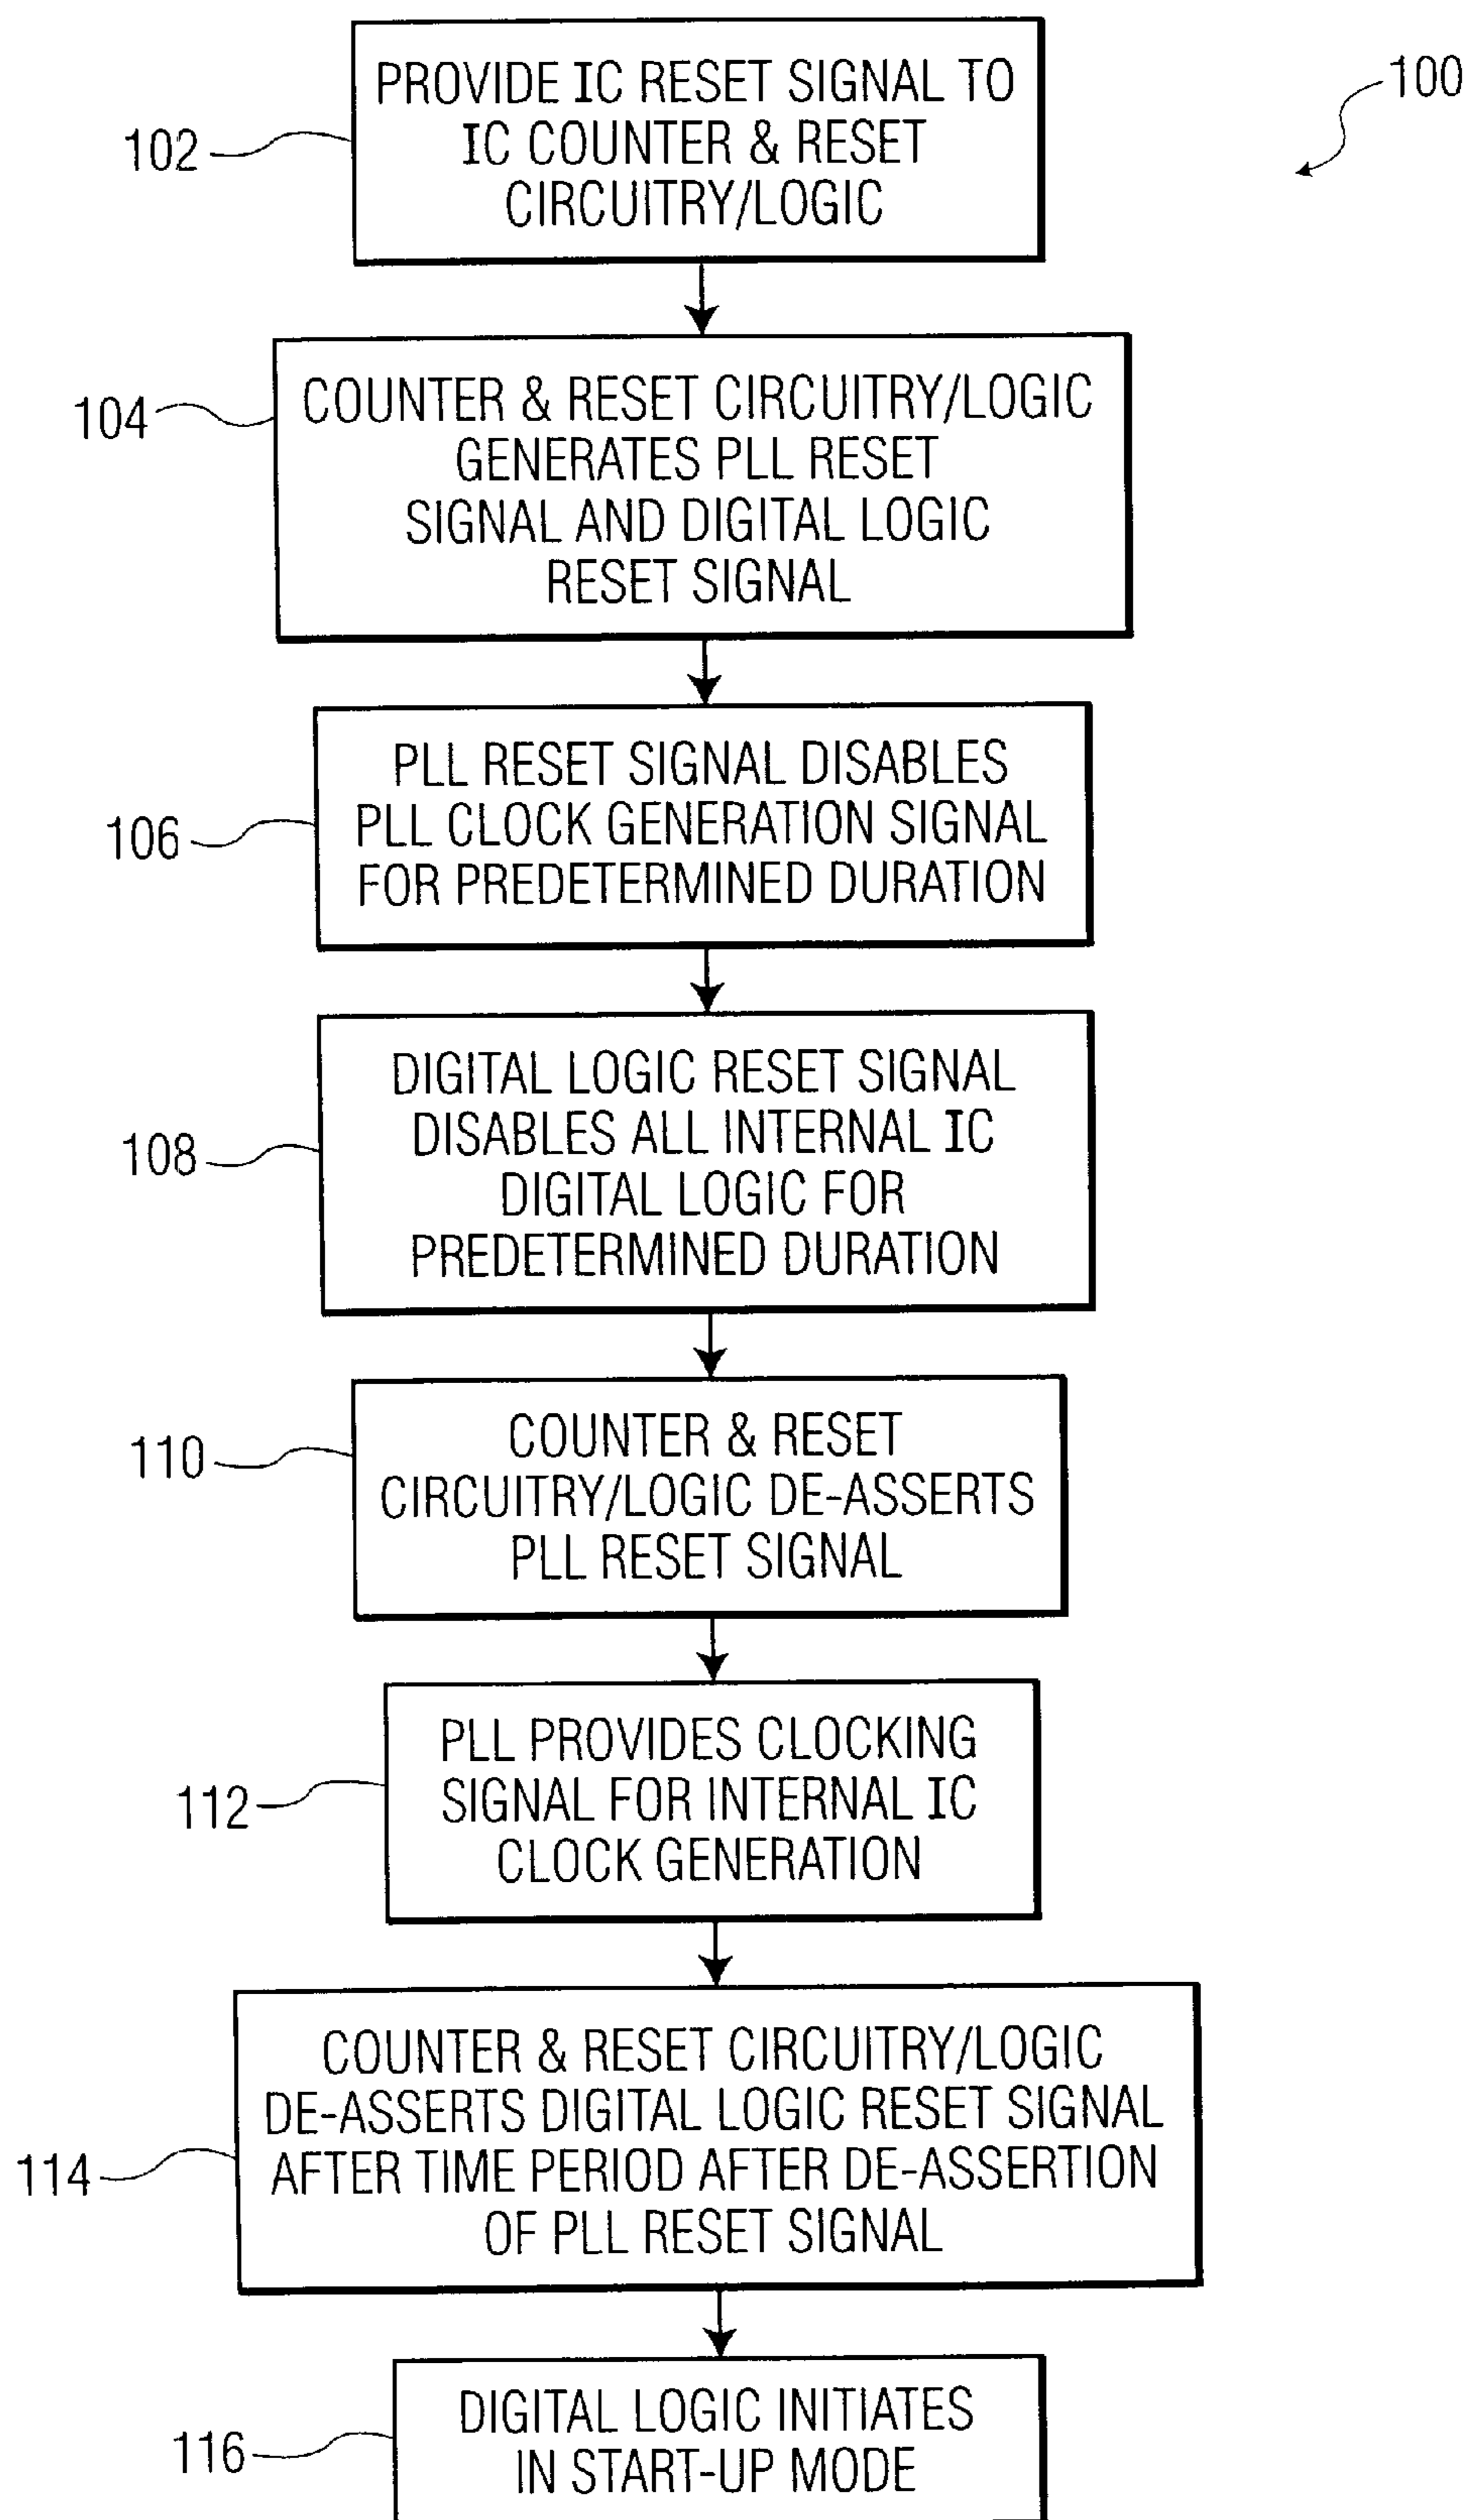 100
102
PROVIDE IC RESET SIGNAL TO
IC COUNTER & RESET
CIRCUITRY/LOGIC
104
COUNTER & RESET CIRCUITRY/LOGIC
GENERATES PLL RESET
SIGNAL AND DIGITAL LOGIC
RESET SIGNAL
106
PLL RESET SIGNAL DISABLES
PLL CLOCK GENERATION SIGNAL
FOR PREDETERMINED DURATION
108
DIGITAL LOGIC RESET SIGNAL
DISABLES ALL INTERNAL IC
DIGITAL LOGIC FOR
PREDETERMINED DURATION
110
COUNTER & RESET
CIRCUITRY/LOGIC DE-ASSERTS
PLL RESET SIGNAL
112
PLL PROVIDES CLOCKING
SIGNAL FOR INTERNAL IC
CLOCK GENERATION
114
COUNTER & RESET CIRCUITRY/LOGIC
DE-ASSERTS DIGITAL LOGIC RESET SIGNAL
AFTER TIME PERIOD AFTER DE-ASSERTION
OF PLL RESET SIGNAL
116
DIGITAL LOGIC INITIATES
IN START-UP MODE